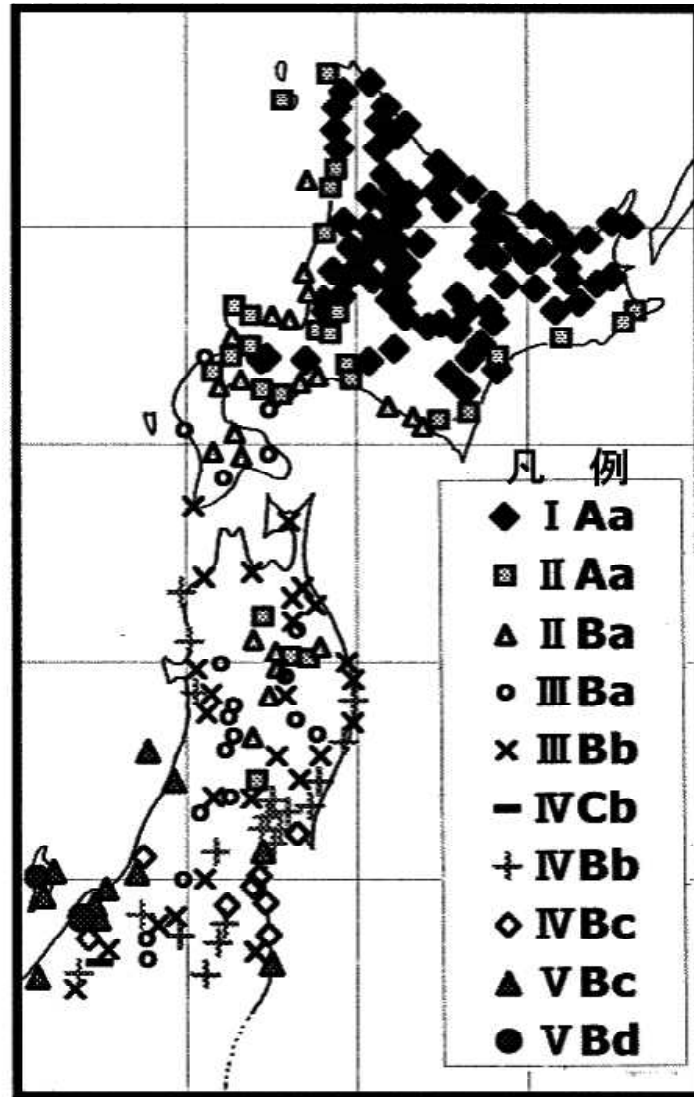 凡 例
Ⅰ Aa
Ⅱ Aa
Ⅱ Ba
Ⅲ Ba
Ⅲ Bb
Ⅳ Cb
Ⅳ Bb
Ⅳ Bc
Ⅴ Bc
Ⅴ Bd